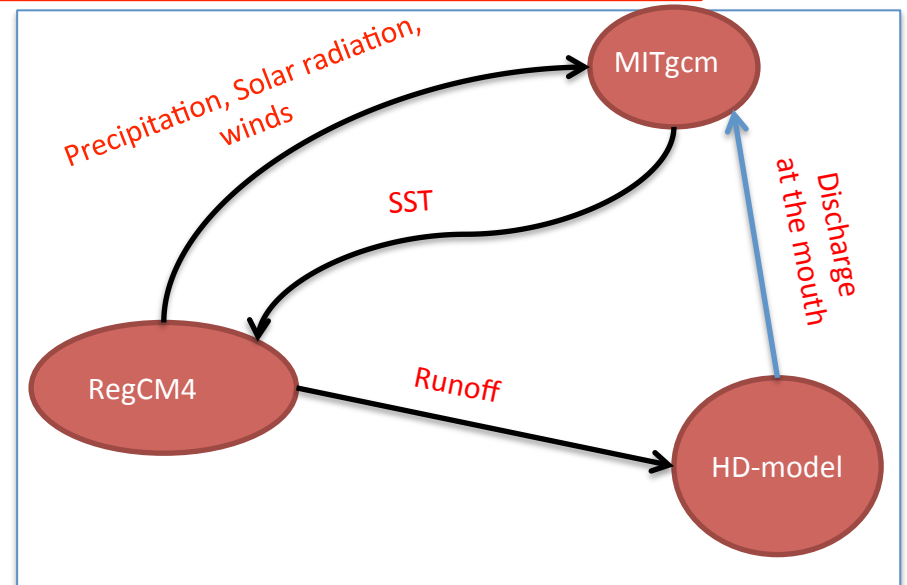 MITgcm
Precipitation, Solar radiation,
winds
SST
Discharge
at the mouth
RegCM4
Runoff
HD-model